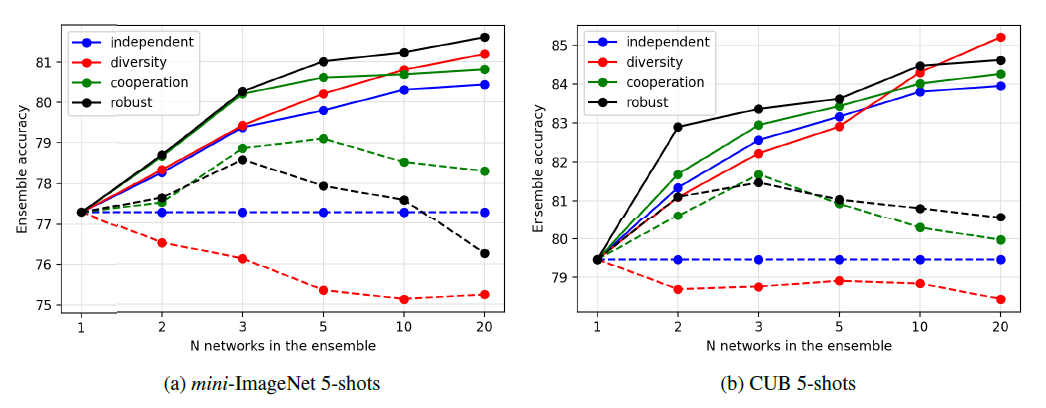 independent
diversity
cooperation
robust
Ensemble accuracy
81
80
79
78
77
76
75
1 2 3 5 10 20
N networks in the ensemble
(a) mini-ImageNet 5-shots
independent
diversity
cooperation
robust
Ensemble accuracy
85
84
83
82
81
80
79
1 2 3 5 10 20
N networks in the ensemble
(b) CUB 5-shots